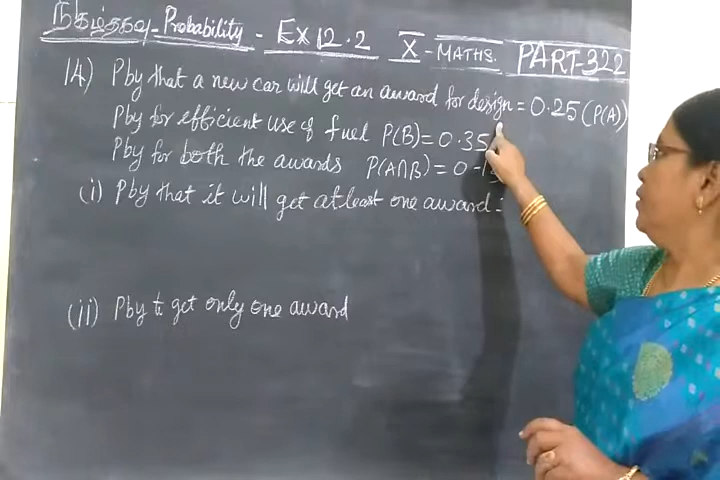 நிகழ்தகவு - Probability - Ex 12.2 X - MATHS. PART-322
14) Pby that a new car will get an award for design = 0.25 (P(A))
Pby for efficient use of fuel P(B) = 0.35
Pby for both the awards P(A∩B) = 0.15
(i) Pby that it will get atleast one award :
(ii) Pby to get only one award